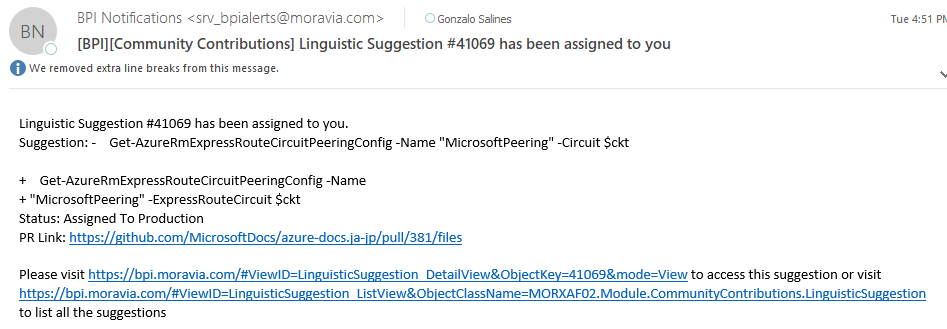 BN
BPI Notifications <srv_bpialerts@moravia.com>
Gonzalo Salines
Tue 4:51 PM
[BPI][Community Contributions] Linguistic Suggestion #41069 has been assigned to you
We removed extra line breaks from this message.
Linguistic Suggestion #41069 has been assigned to you.
Suggestion: -    Get-AzureRmExpressRouteCircuitPeeringConfig -Name "MicrosoftPeering" -Circuit $ckt
+    Get-AzureRmExpressRouteCircuitPeeringConfig -Name
+ "MicrosoftPeering" -ExpressRouteCircuit $ckt
Status: Assigned To Production
PR Link: https://github.com/MicrosoftDocs/azure-docs.ja-jp/pull/381/files
Please visit https://bpi.moravia.com/#ViewID=LinguisticSuggestion_DetailView&ObjectKey=41069&mode=View to access this suggestion or visit
https://bpi.moravia.com/#ViewID=LinguisticSuggestion_ListView&ObjectClassName=MORXAF02.Module.CommunityContributions.LinguisticSuggestion
to list all the suggestions